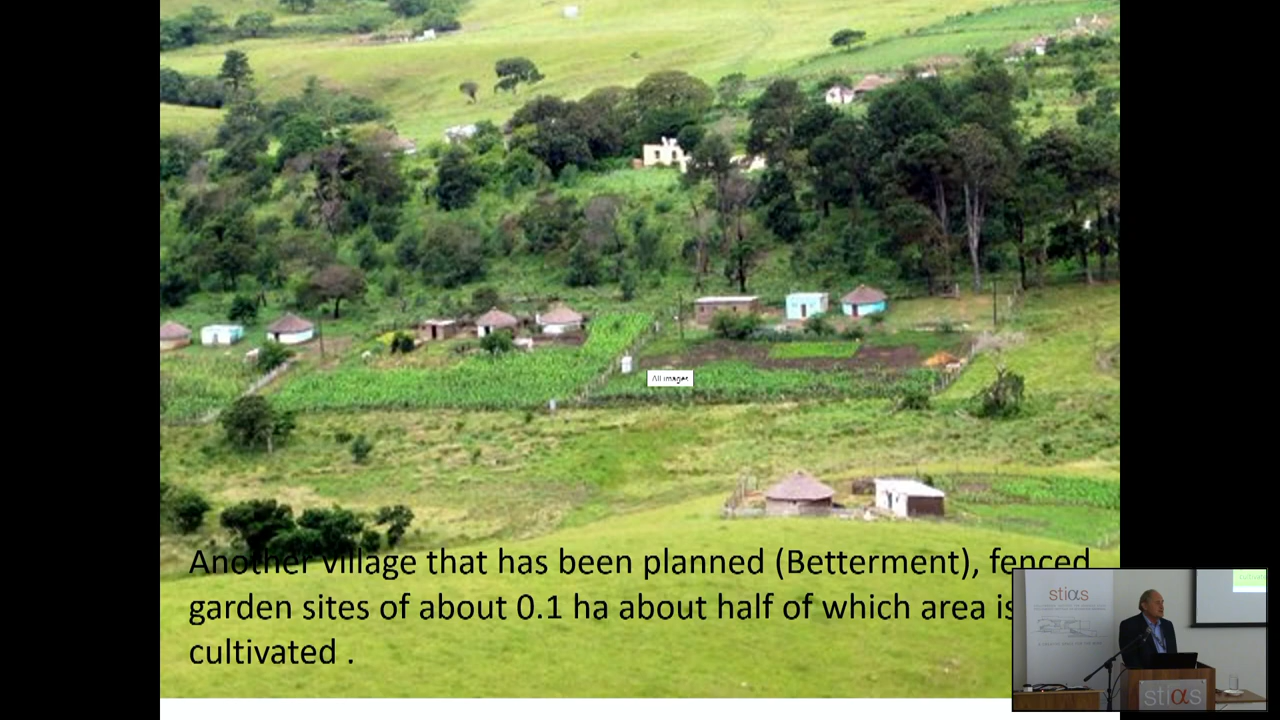 All images
Another village that has been planned (Betterment), fenced
garden sites of about 0.1 ha about half of which area is
cultivated .
stias
stias